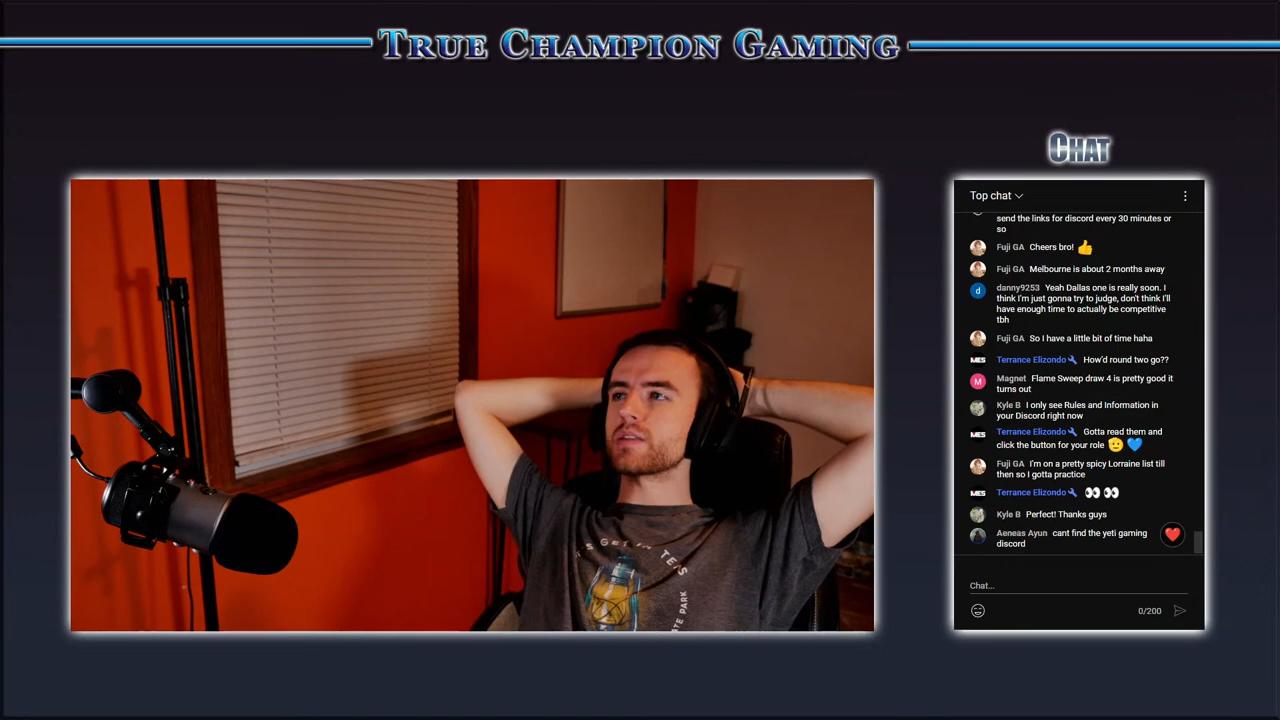 TRUE CHAMPION GAMING
CHAT
Top chat
send the links for discord every 30 minutes or
so
Fuji GA Cheers bro!
Fuji GA Melbourne is about 2 months away
danny9253 Yeah Dallas one is really soon. I
think I'm just gonna try to judge, don't think I'll
have enough time to actually be competitive
tbh
Fuji GA So I have a little bit of time haha
Terrance Elizondo How'd round two go??
Magnet Flame Sweep draw 4 is pretty good it
turns out
Kyle B I only see Rules and Information in
your Discord right now
Terrance Elizondo Gotta read them and
click the button for your role
Fuji GA I'm on a pretty spicy Lorraine list till
then so I gotta practice
Terrance Elizondo
Kyle B Perfect! Thanks guys
Aeneas Ayun cant find the yeti gaming
discord
Chat...
0/200
MES
d
M
GET IN TENS
ATE PARK